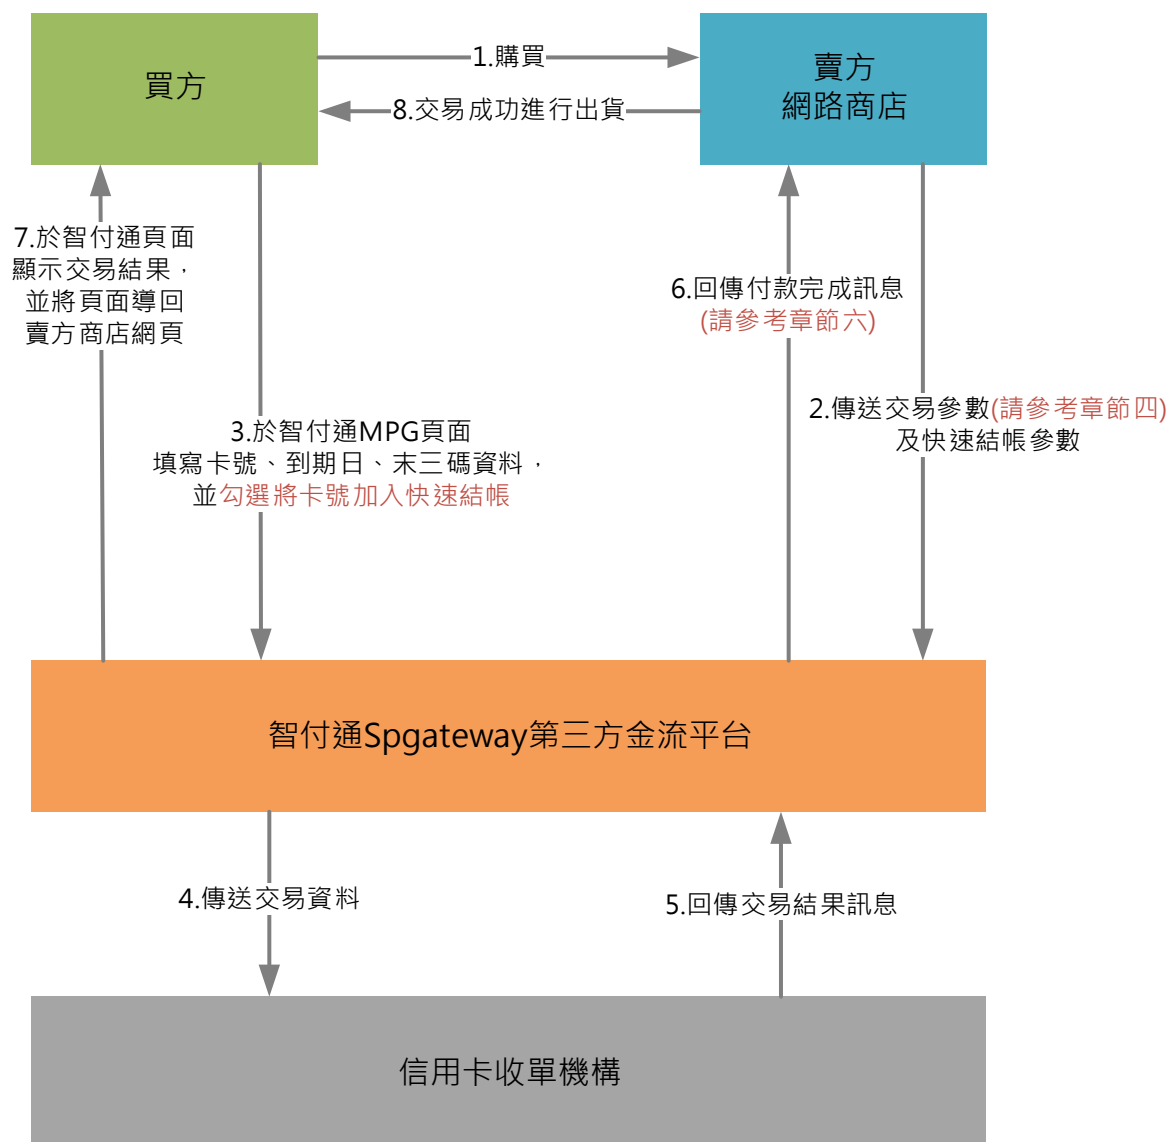 買方
1.購買
賣方
網路商店
8.交易成功進行出貨
7.於智付通頁面
顯示交易結果，
並將頁面導回
賣方商店網頁
6.回傳付款完成訊息
(請參考章節六)
2.傳送交易參數(請參考章節四)
及快速結帳參數
3.於智付通MPG頁面
填寫卡號、到期日、末三碼資料，
並勾選將卡號加入快速結帳
智付通Spgateway第三方金流平台
4.傳送交易資料
5.回傳交易結果訊息
信用卡收單機構